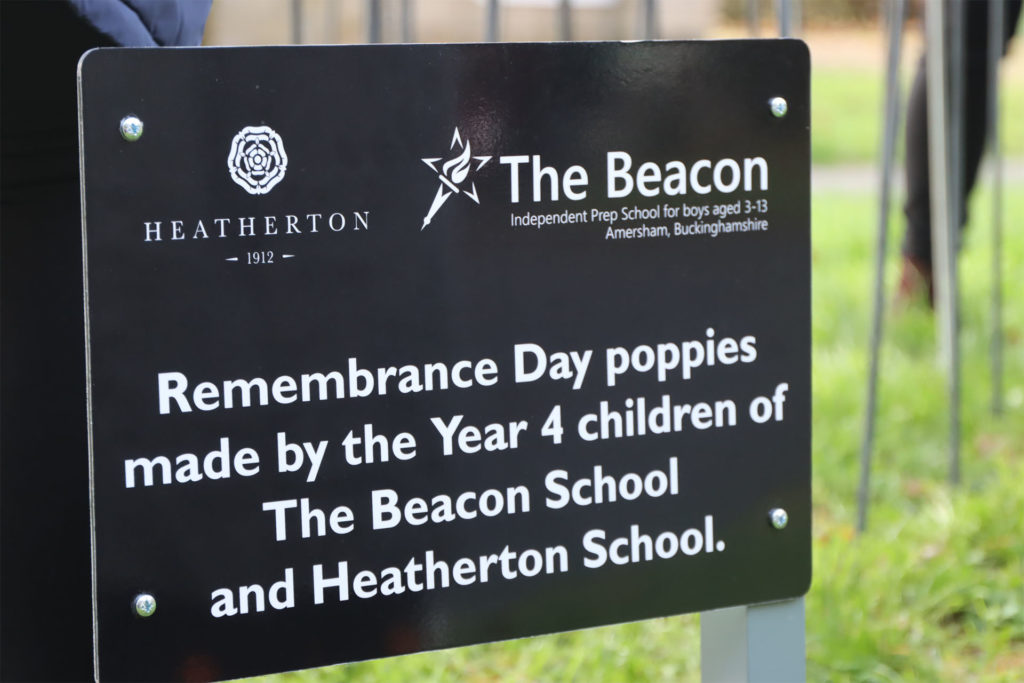 HEATHERTON
1912
The Beacon
Independent Prep School for boys aged 3-13
Amersham, Buckinghamshire
Remembrance Day poppies
made by the Year 4 children of
The Beacon School
and Heatherton School.